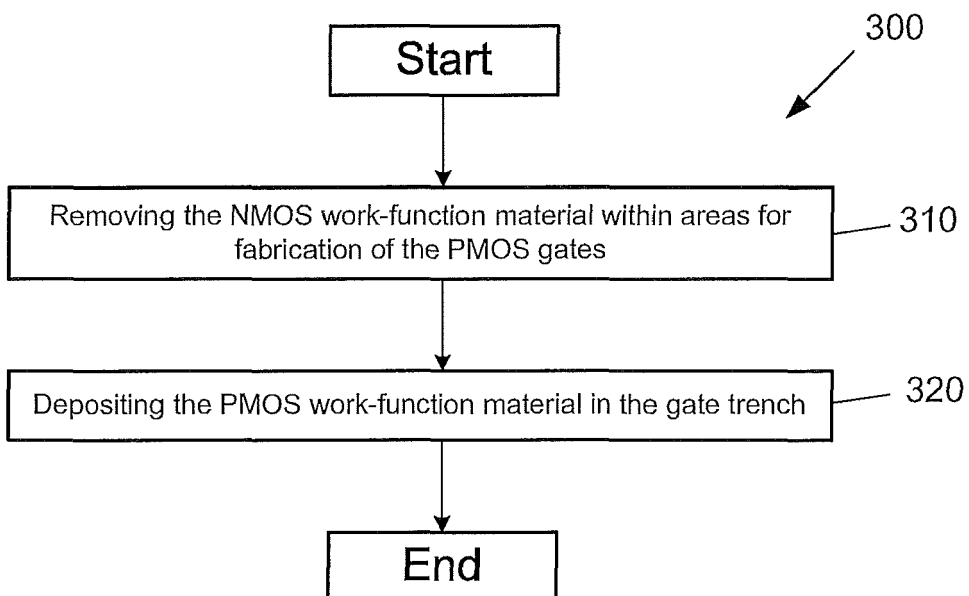 Start
300
Removing the NMOS work-function material within areas for
fabrication of the PMOS gates
310
Depositing the PMOS work-function material in the gate trench
320
End